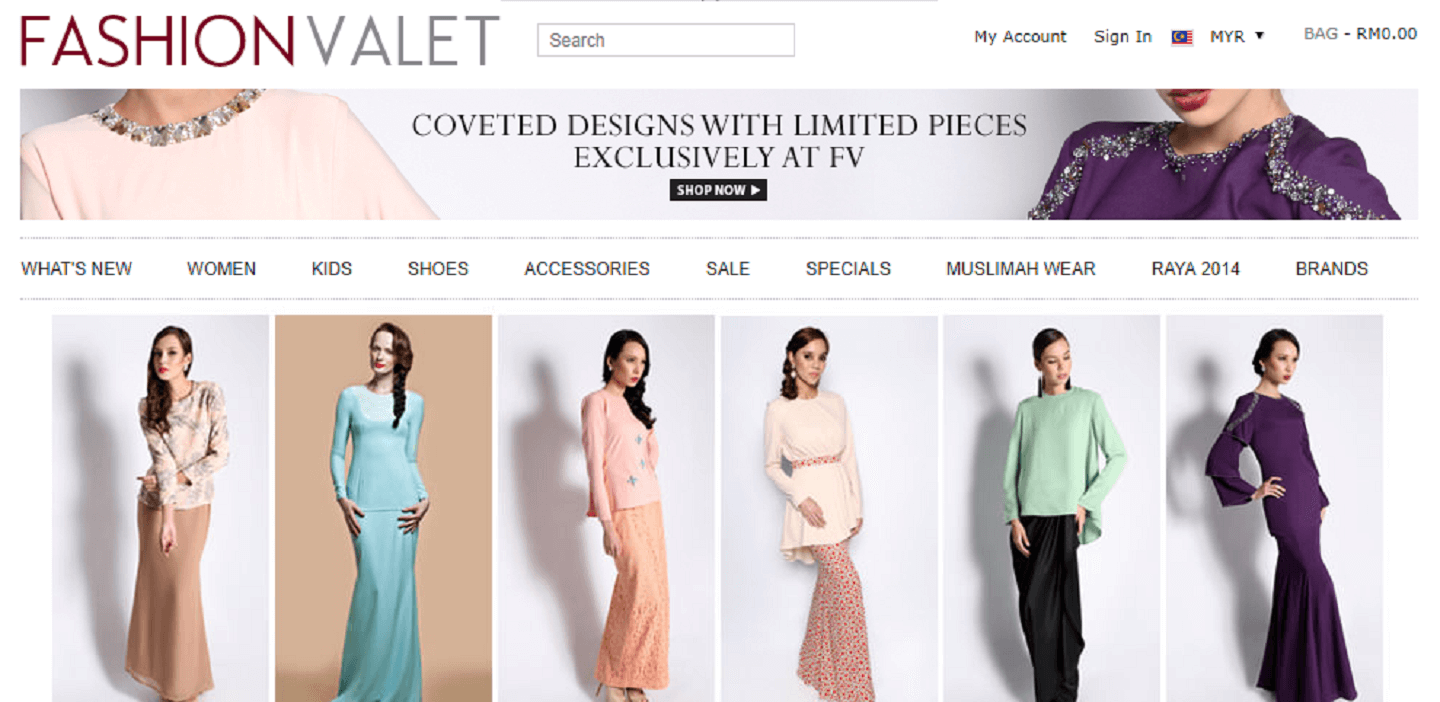 FASHIONVALET
Search
My Account Sign In MYR ▼ BAG - RM0.00
COVETED DESIGNS WITH LIMITED PIECES
EXCLUSIVELY AT FV
SHOP NOW ▶
WHAT'S NEW WOMEN KIDS SHOES ACCESSORIES SALE SPECIALS MUSLIMAH WEAR RAYA 2014 BRANDS